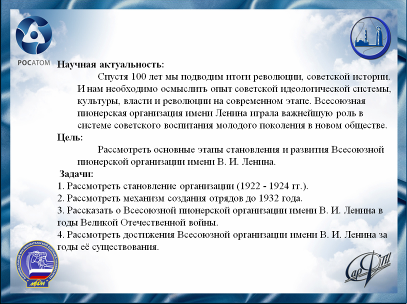 РОСАТОМ
Научная актуальность:
Спустя 100 лет мы подводим итоги революции, советской истории.
И нам необходимо осмыслить опыт советской идеологической системы,
культуры, власти и революции на современном этапе. Всесоюзная
пионерская организация имени Ленина играла важнейшую роль в
системе советского воспитания молодого поколения в новом обществе.
Цель:
Рассмотреть основные этапы становления и развития Всесоюзной
пионерской организации имени В. И. Ленина.
Задачи:
1. Рассмотреть становление организации (1922 - 1924 гг.).
2. Рассмотреть механизм создания отрядов до 1932 года.
3. Рассказать о Всесоюзной пионерской организации имени В. И. Ленина в
годы Великой Отечественной войны.
4. Рассмотреть достижения Всесоюзной организации имени В. И. Ленина за
годы её существования.